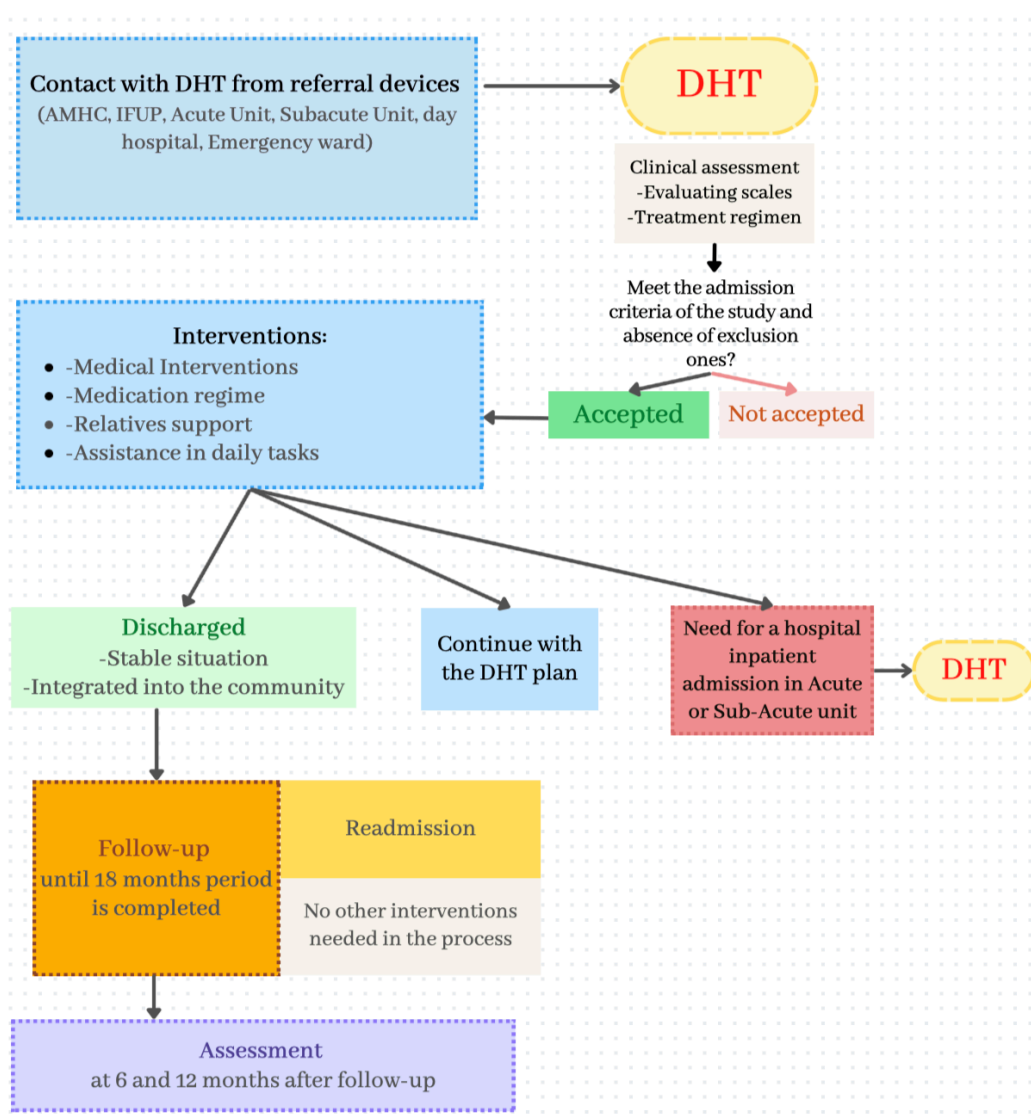 Contact with DHT from referral devices
(AMHC, IFUP, Acute Unit, Subacute Unit, day
hospital, Emergency ward)
DHT
Clinical assessment
-Evaluating scales
-Treatment regimen
Meet the admission
criteria of the study and
absence of exclusion
ones?
Accepted
Not accepted
Interventions:
-Medical Interventions
-Medication regime
-Relatives support
-Assistance in daily tasks
Discharged
-Stable situation
-Integrated into the community
Continue with
the DHT plan
Need for a hospital
inpatient
admission in Acute
or Sub-Acute unit
DHT
Follow-up
until 18 months period
is completed
Readmission
No other interventions
needed in the process
Assessment
at 6 and 12 months after follow-up